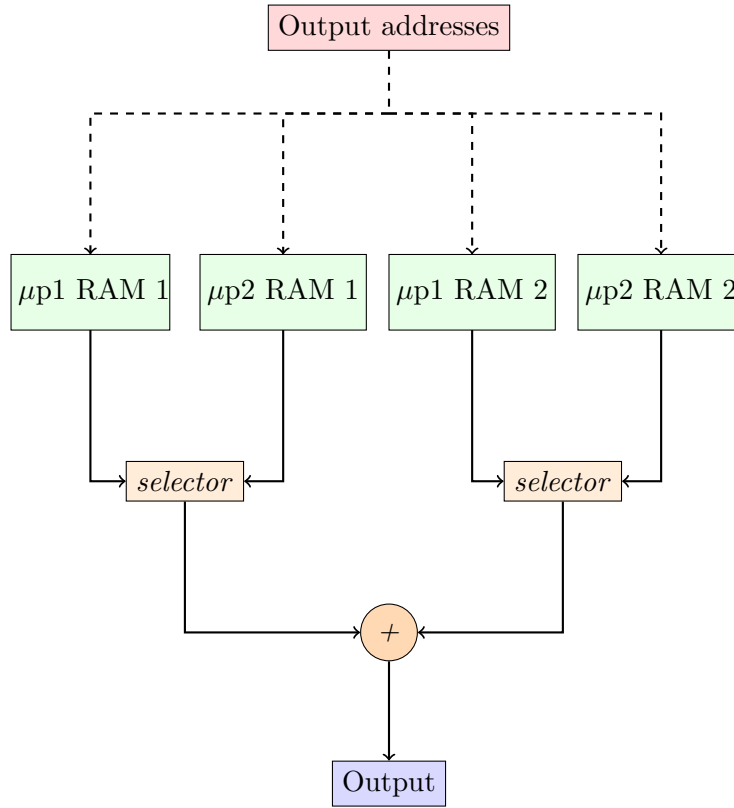 Output addresses
μp1 RAM 1
μp2 RAM 1
μp1 RAM 2
μp2 RAM 2
selector
selector
+
Output